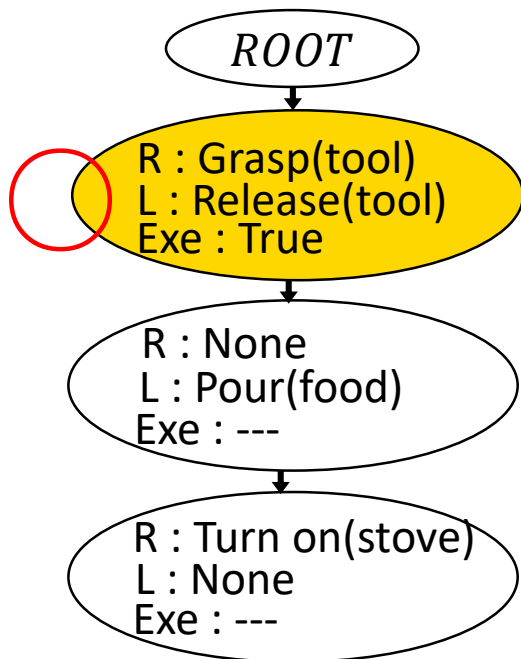 ROOT
R : Grasp(tool)
L : Release(tool)
Exe : True
R : None
L : Pour(food)
Exe : ---
R : Turn on(stove)
L : None
Exe : ---